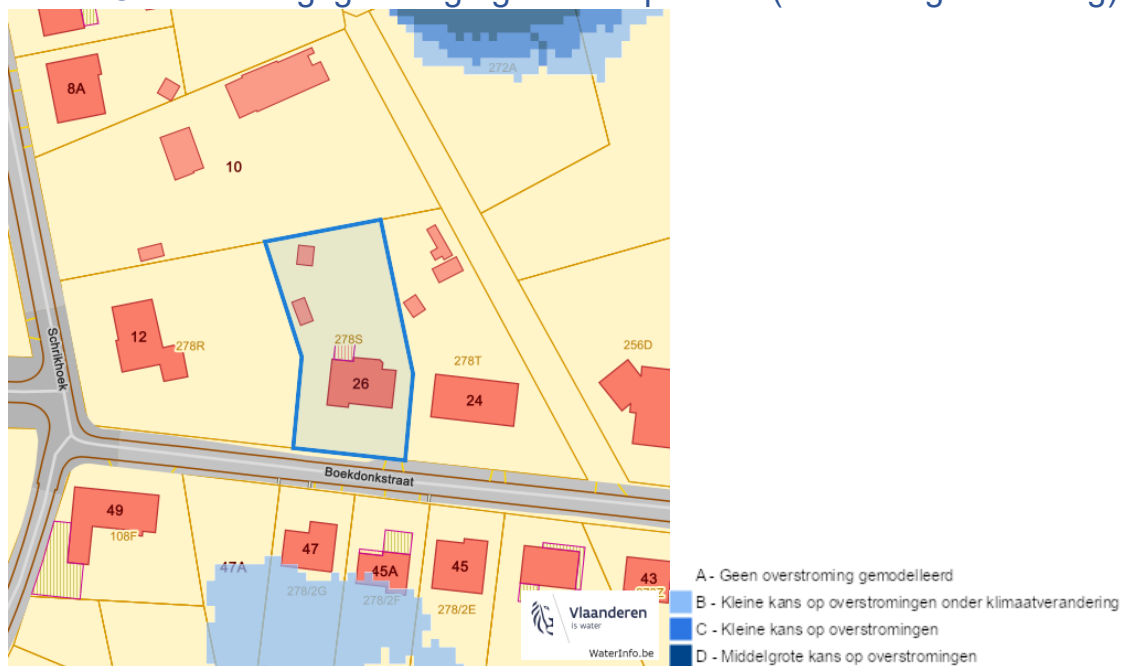 272A
8A
10
Schrikhoek
12
278R
278S
26
278T
24
256D
Boekdonkstraat
49
108F
47A
47
278/2G
45A
278/2F
45
278/2E
43
Vlaanderen
is water
WaterInfo.be
A - Geen overstroming gemodelleerd
B - Kleine kans op overstromingen onder klimaatverandering
C - Kleine kans op overstromingen
D - Middelgrote kans op overstromingen